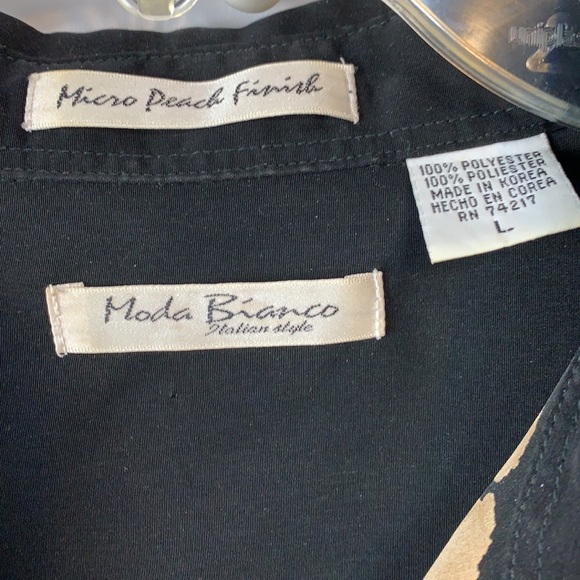 Micro Peach Finish
100% POLYESTER
100% POLIESTER
MADE IN KOREA
HECHO EN COREA
RN 74217
L
Moda Bianco
Italian style